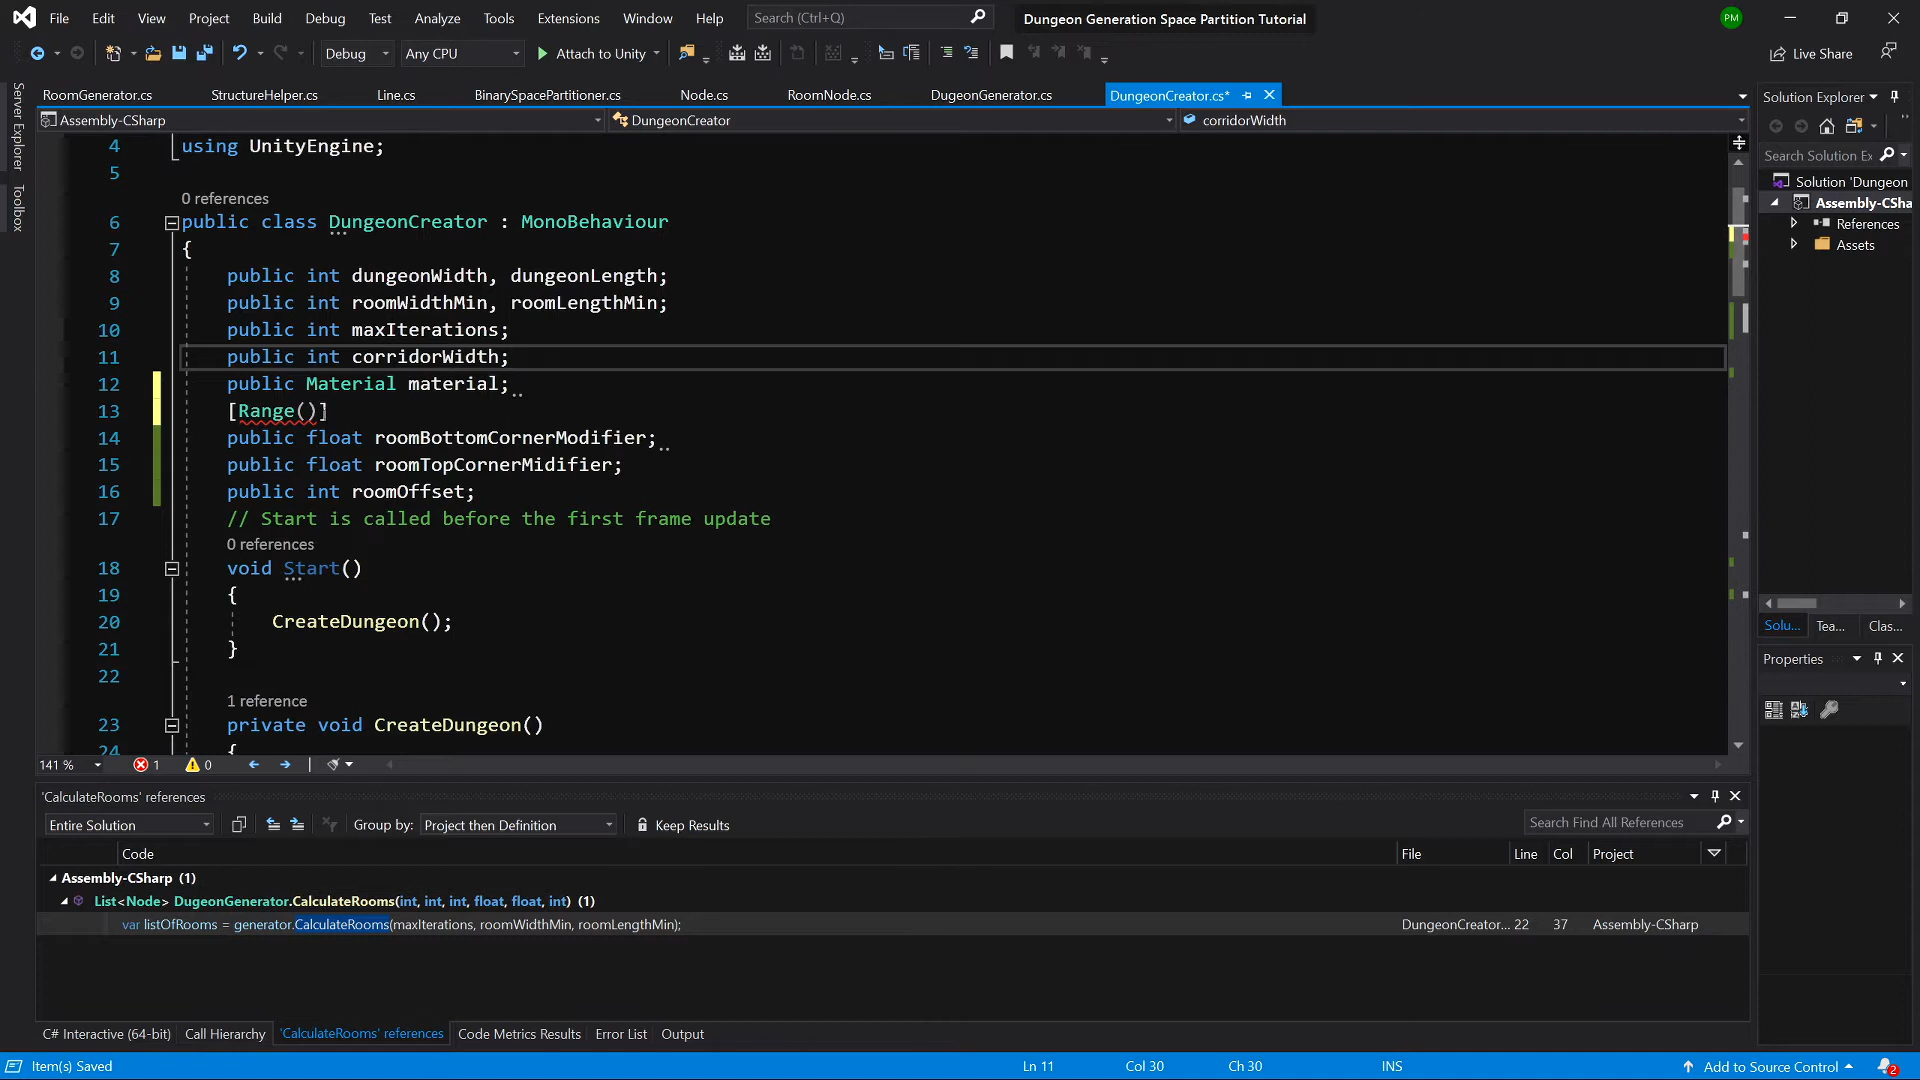 File Edit View Project Build Debug Test Analyze Tools Extensions Window Help Search (Ctrl+Q) Dungeon Generation Space Partition Tutorial PM
Debug Any CPU Attach to Unity Live Share
RoomGenerator.cs StructureHelper.cs Line.cs BinarySpacePartitioner.cs Node.cs RoomNode.cs DugeonGenerator.cs DungeonCreator.cs*
Assembly-CSharp DungeonCreator corridorWidth
Server Explorer
Toolbox
4 using UnityEngine;
5
0 references
6 public class DungeonCreator : MonoBehaviour
7 {
8 public int dungeonWidth, dungeonLength;
9 public int roomWidthMin, roomLengthMin;
10 public int maxIterations;
11 public int corridorWidth;
12 public Material material;
13 [Range()]
14 public float roomBottomCornerModifier;
15 public float roomTopCornerMidifier;
16 public int roomOffset;
17 // Start is called before the first frame update
0 references
18 void Start()
19 {
20 CreateDungeon();
21 }
22
1 reference
23 private void CreateDungeon()
24 {
141 % 1 0
Solution Explorer
Search Solution Ex
Solution 'Dungeon
Assembly-CSha
References
Assets
Solu... Tea... Clas...
Properties
'CalculateRooms' references
Entire Solution Group by: Project then Definition Keep Results Search Find All References
Code File Line Col Project
Assembly-CSharp (1)
List<Node> DugeonGenerator.CalculateRooms(int, int, int, float, float, int) (1)
var listOfRooms = generator.CalculateRooms(maxIterations, roomWidthMin, roomLengthMin); DungeonCreator... 22 37 Assembly-CSharp
C# Interactive (64-bit) Call Hierarchy 'CalculateRooms' references Code Metrics Results Error List Output
Item(s) Saved Ln 11 Col 30 Ch 30 INS Add to Source Control 2